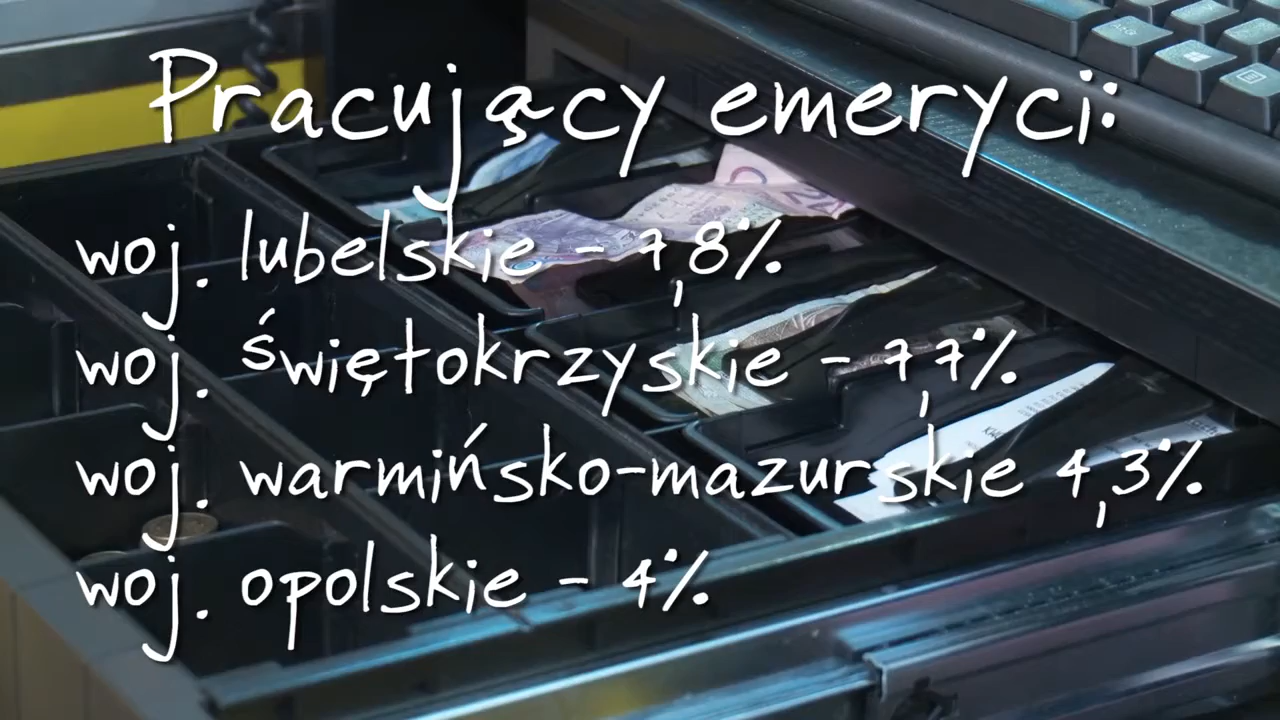 Pracujący emeryci:
woj. lubelskie - 7,8%
woj. świętokrzyskie - 7,7%
woj. warmińsko-mazurskie 4,3%
woj. opolskie - 4%